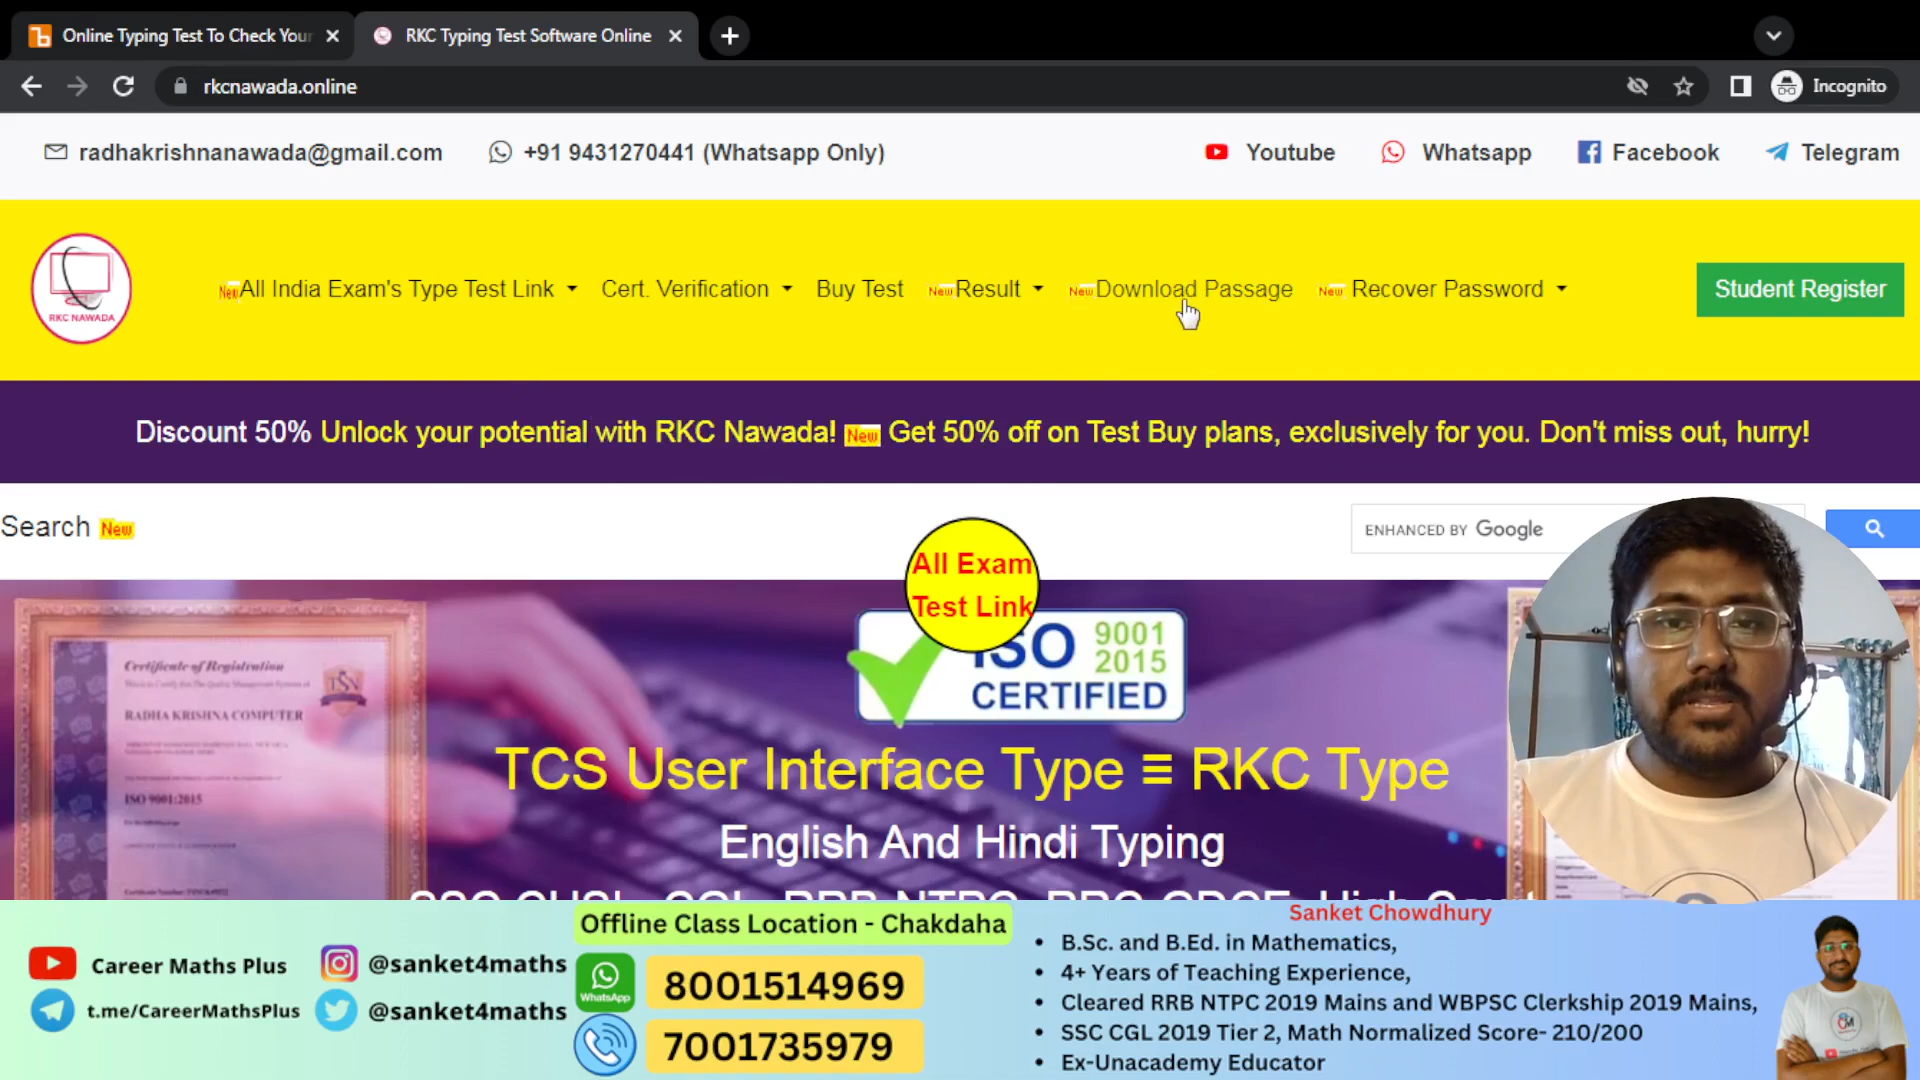 Online Typing Test To Check Your
RKC Typing Test Software Online
rkcnawada.online
Incognito
radhakrishnanawada@gmail.com
+91 9431270441 (Whatsapp Only)
Youtube
Whatsapp
Facebook
Telegram
RKC NAWADA
New All India Exam's Type Test Link
Cert. Verification
Buy Test
New Result
New Download Passage
New Recover Password
Student Register
Discount 50% Unlock your potential with RKC Nawada! New Get 50% off on Test Buy plans, exclusively for you. Don't miss out, hurry!
Search New
ENHANCED BY Google
All Exam
Test Link
ISO 9001
2015
CERTIFIED
Certificate of Registration
RADHA KRISHNA COMPUTER
ISO 9001:2015
TCS User Interface Type ≡ RKC Type
English And Hindi Typing
Offline Class Location - Chakdaha
Career Maths Plus
@sanket4maths
t.me/CareerMathsPlus
@sanket4maths
WhatsApp
8001514969
7001735979
Sanket Chowdhury
• B.Sc. and B.Ed. in Mathematics,
• 4+ Years of Teaching Experience,
• Cleared RRB NTPC 2019 Mains and WBPSC Clerkship 2019 Mains,
• SSC CGL 2019 Tier 2, Math Normalized Score- 210/200
• Ex-Unacademy Educator